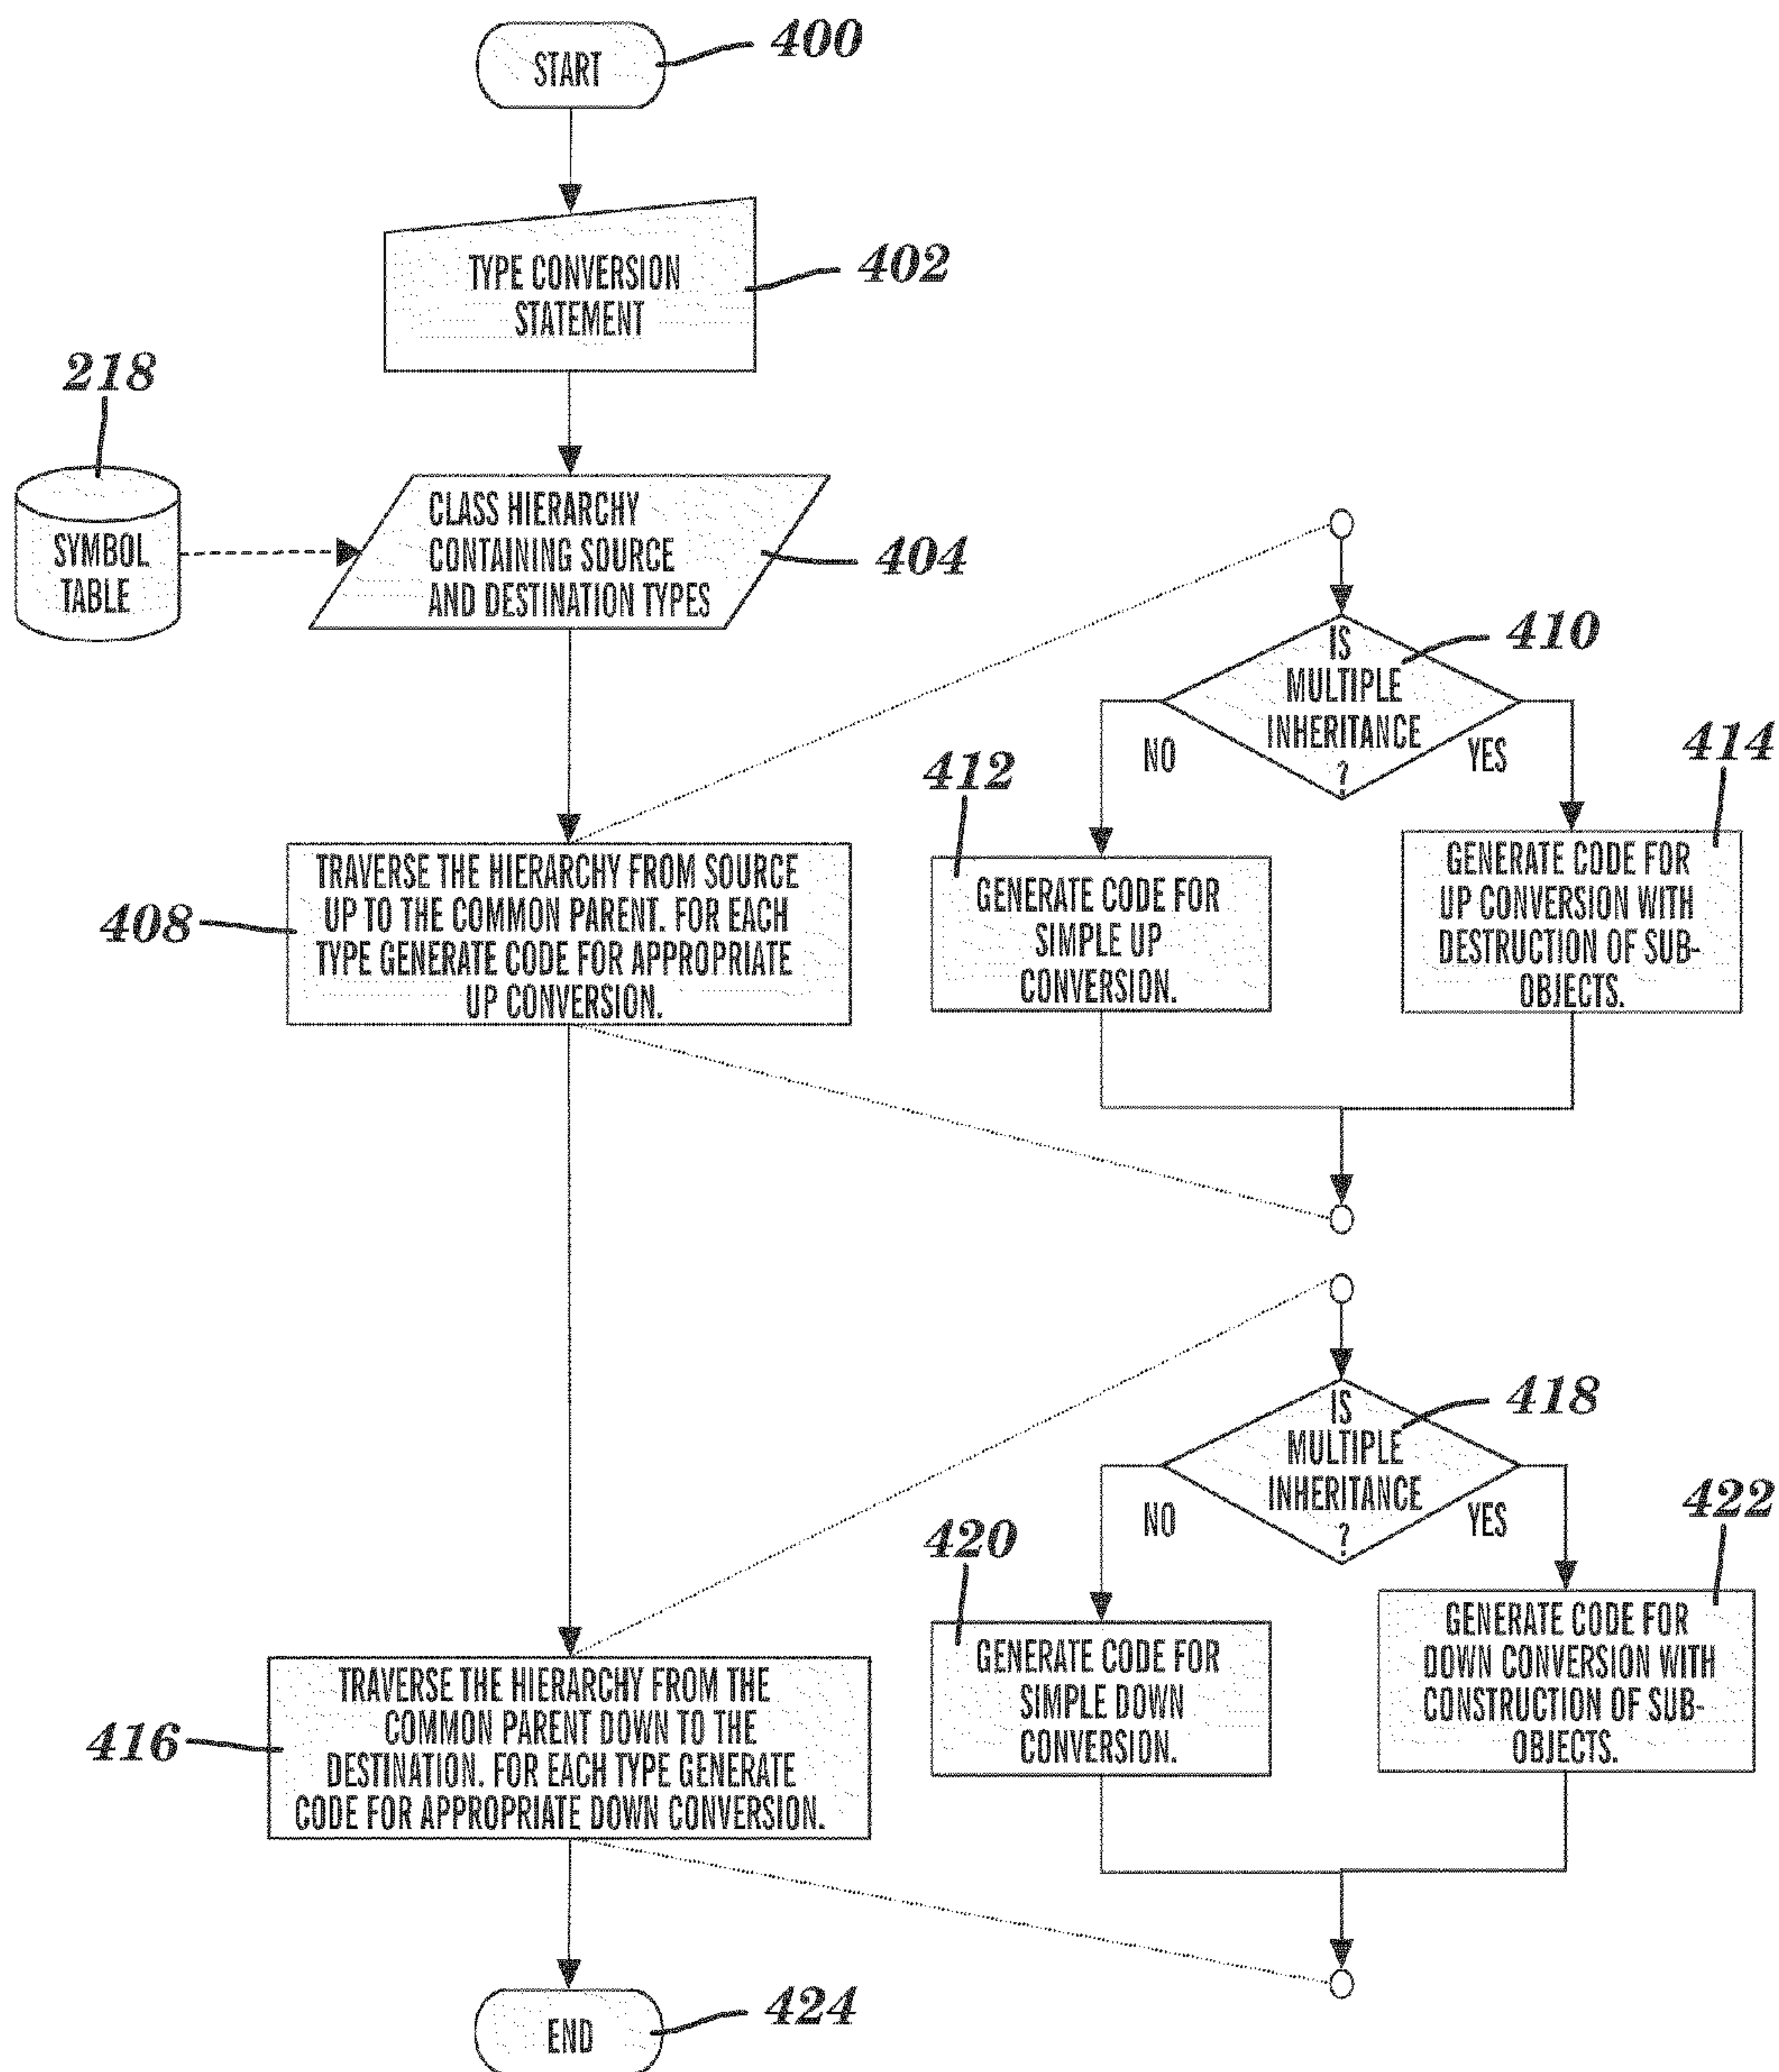 400
START
TYPE CONVERSION
STATEMENT
402
218
SYMBOL
TABLE
CLASS HIERARCHY
CONTAINING SOURCE
AND DESTINATION TYPES
404
IS
MULTIPLE
INHERITANCE
?
410
NO
YES
412
414
TRAVERSE THE HIERARCHY FROM SOURCE
UP TO THE COMMON PARENT. FOR EACH
TYPE GENERATE CODE FOR APPROPRIATE
UP CONVERSION.
408
GENERATE CODE FOR
SIMPLE UP
CONVERSION.
GENERATE CODE FOR
UP CONVERSION WITH
DESTRUCTION OF SUB-
OBJECTS.
IS
MULTIPLE
INHERITANCE
?
418
NO
YES
420
422
TRAVERSE THE HIERARCHY FROM THE
COMMON PARENT DOWN TO THE
DESTINATION. FOR EACH TYPE GENERATE
CODE FOR APPROPRIATE DOWN CONVERSION.
416
GENERATE CODE FOR
SIMPLE DOWN
CONVERSION.
GENERATE CODE FOR
DOWN CONVERSION WITH
CONSTRUCTION OF SUB-
OBJECTS.
END
424